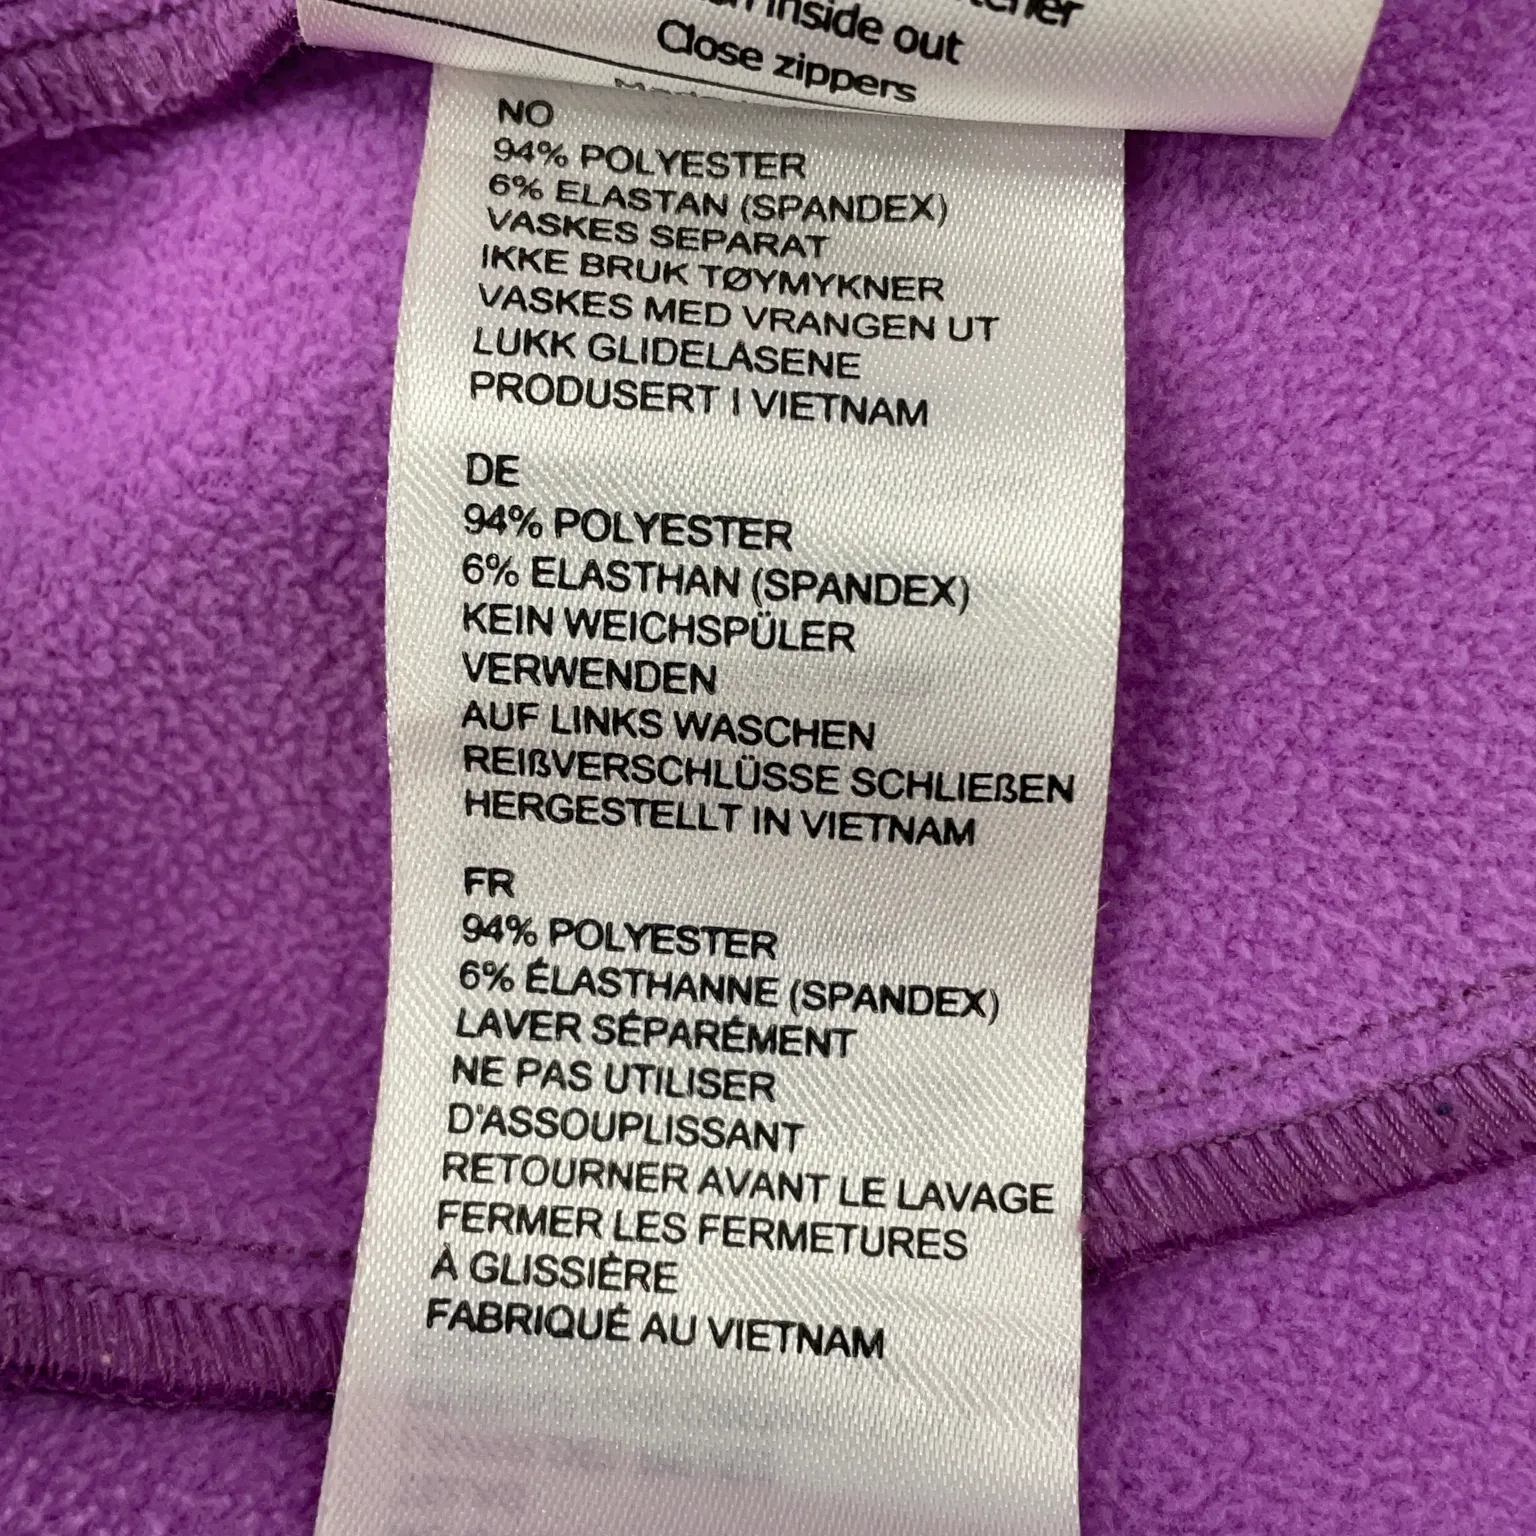 inside out
Close zippers
NO
94% POLYESTER
6% ELASTAN (SPANDEX)
VASKES SEPARAT
IKKE BRUK TØYMYKNER
VASKES MED VRANGEN UT
LUKK GLIDELÅSENE
PRODUSERT I VIETNAM
DE
94% POLYESTER
6% ELASTHAN (SPANDEX)
KEIN WEICHSPÜLER
VERWENDEN
AUF LINKS WASCHEN
REIßVERSCHLÜSSE SCHLIEßEN
HERGESTELLT IN VIETNAM
FR
94% POLYESTER
6% ÉLASTHANNE (SPANDEX)
LAVER SÉPARÉMENT
NE PAS UTILISER
D'ASSOUPLISSANT
RETOURNER AVANT LE LAVAGE
FERMER LES FERMETURES
À GLISSIÈRE
FABRIQUÉ AU VIETNAM